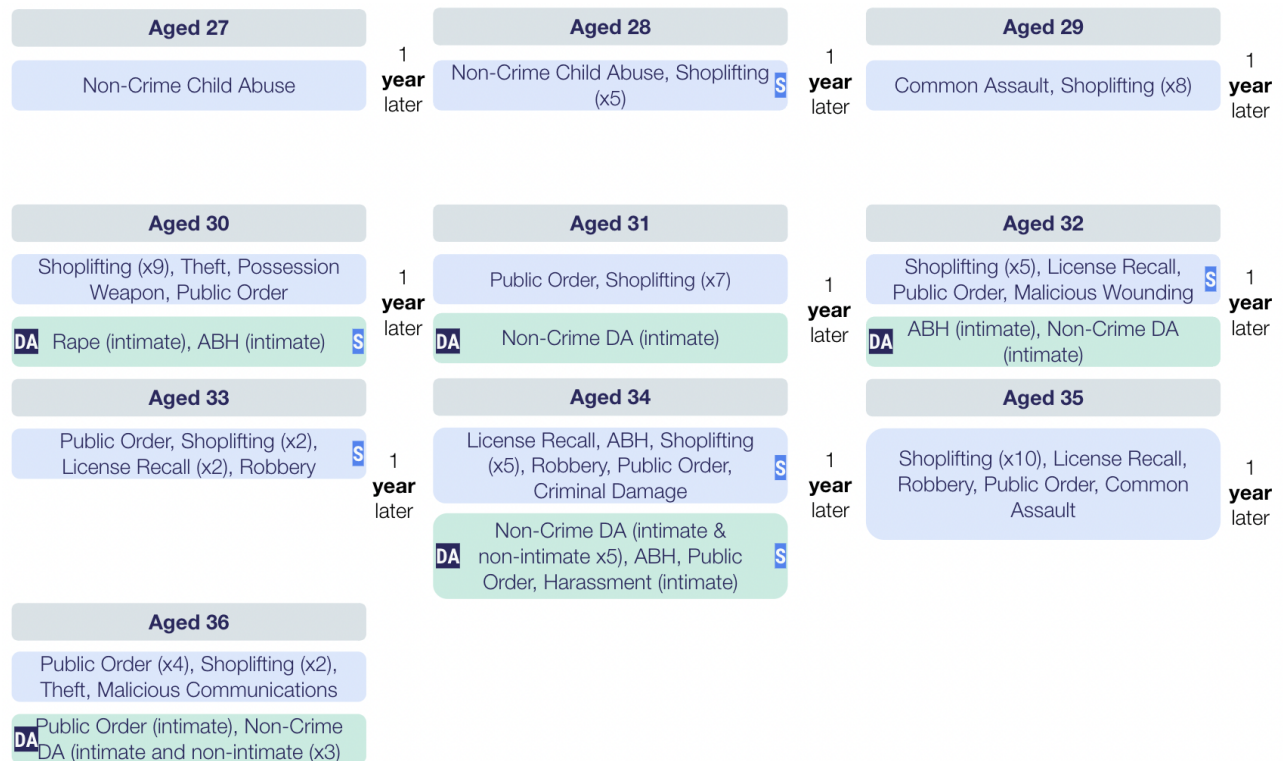 Aged 27
Non-Crime Child Abuse
1
year
later
Aged 28
Non-Crime Child Abuse, Shoplifting
(x5)
S
1
year
later
Aged 29
Common Assault, Shoplifting (x8)
1
year
later
Aged 30
Shoplifting (x9), Theft, Possession
Weapon, Public Order
DA
Rape (intimate), ABH (intimate)
S
1
year
later
Aged 31
Public Order, Shoplifting (x7)
DA
Non-Crime DA (intimate)
1
year
later
Aged 32
Shoplifting (x5), License Recall,
Public Order, Malicious Wounding
S
DA
ABH (intimate), Non-Crime DA
(intimate)
1
year
later
Aged 33
Public Order, Shoplifting (x2),
License Recall (x2), Robbery
S
1
year
later
Aged 34
License Recall, ABH, Shoplifting
(x5), Robbery, Public Order,
Criminal Damage
S
DA
Non-Crime DA (intimate &
non-intimate x5), ABH, Public
Order, Harassment (intimate)
S
1
year
later
Aged 35
Shoplifting (x10), License Recall,
Robbery, Public Order, Common
Assault
1
year
later
Aged 36
Public Order (x4), Shoplifting (x2),
Theft, Malicious Communications
DA
Public Order (intimate), Non-Crime
DA (intimate and non-intimate (x3)